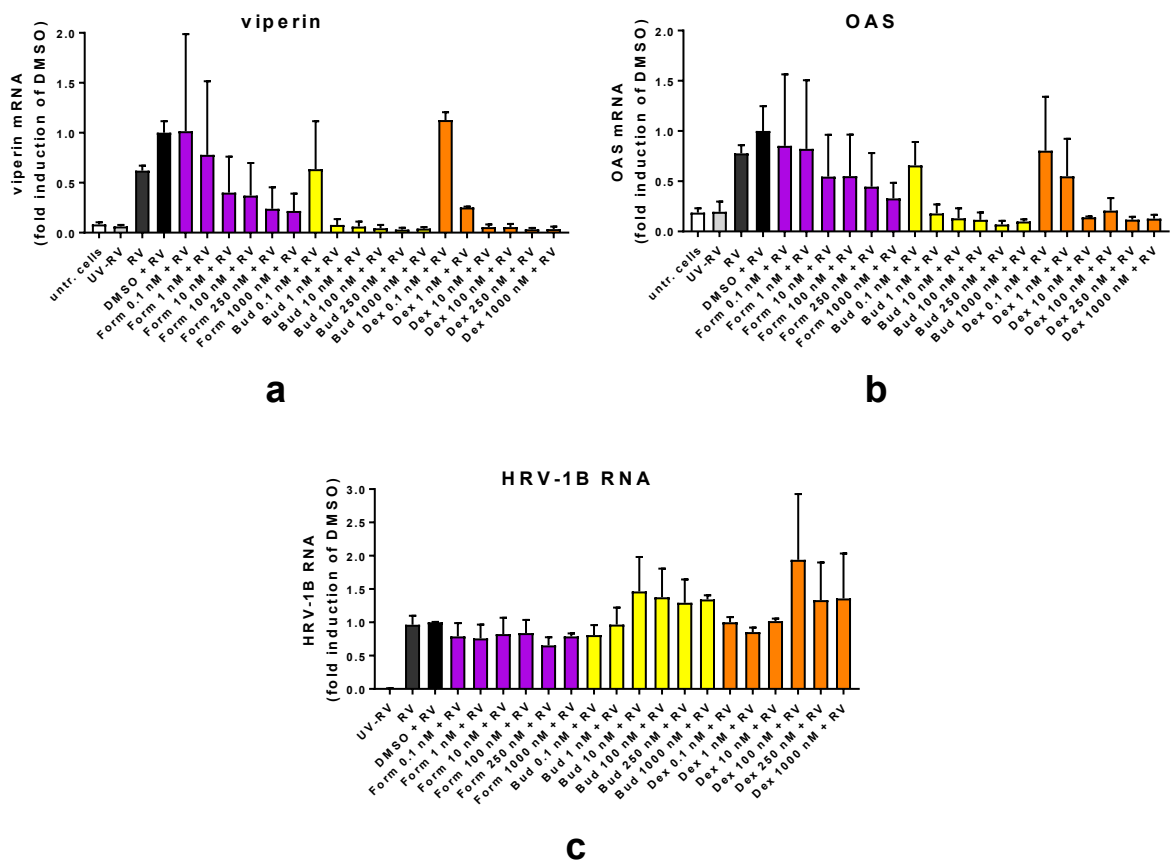 viperin
viperin mRNA
(fold induction of DMSO)
2.0
1.5
1.0
0.5
0.0
untr. cells
UV-RV
RV
DMSO + RV
Form 0.1 nM + RV
Form 1 nM + RV
Form 10 nM + RV
Form 100 nM + RV
Form 250 nM + RV
Form 1000 nM + RV
Bud 0.1 nM + RV
Bud 1 nM + RV
Bud 10 nM + RV
Bud 100 nM + RV
Bud 250 nM + RV
Bud 1000 nM + RV
Dex 0.1 nM + RV
Dex 1 nM + RV
Dex 10 nM + RV
Dex 100 nM + RV
Dex 250 nM + RV
Dex 1000 nM + RV
a
OAS
OAS mRNA
(fold induction of DMSO)
2.0
1.5
1.0
0.5
0.0
untr. cells
UV-RV
RV
DMSO + RV
Form 0.1 nM + RV
Form 1 nM + RV
Form 10 nM + RV
Form 100 nM + RV
Form 250 nM + RV
Form 1000 nM + RV
Bud 0.1 nM + RV
Bud 1 nM + RV
Bud 10 nM + RV
Bud 100 nM + RV
Bud 250 nM + RV
Bud 1000 nM + RV
Dex 0.1 nM + RV
Dex 1 nM + RV
Dex 10 nM + RV
Dex 100 nM + RV
Dex 250 nM + RV
Dex 1000 nM + RV
b
HRV-1B RNA
HRV-1B RNA
(fold induction of DMSO)
3.0
2.5
2.0
1.5
1.0
0.5
0.0
UV-RV
RV
DMSO + RV
Form 0.1 nM + RV
Form 1 nM + RV
Form 10 nM + RV
Form 100 nM + RV
Form 250 nM + RV
Form 1000 nM + RV
Bud 0.1 nM + RV
Bud 1 nM + RV
Bud 10 nM + RV
Bud 100 nM + RV
Bud 250 nM + RV
Bud 1000 nM + RV
Dex 0.1 nM + RV
Dex 1 nM + RV
Dex 10 nM + RV
Dex 100 nM + RV
Dex 250 nM + RV
Dex 1000 nM + RV
c